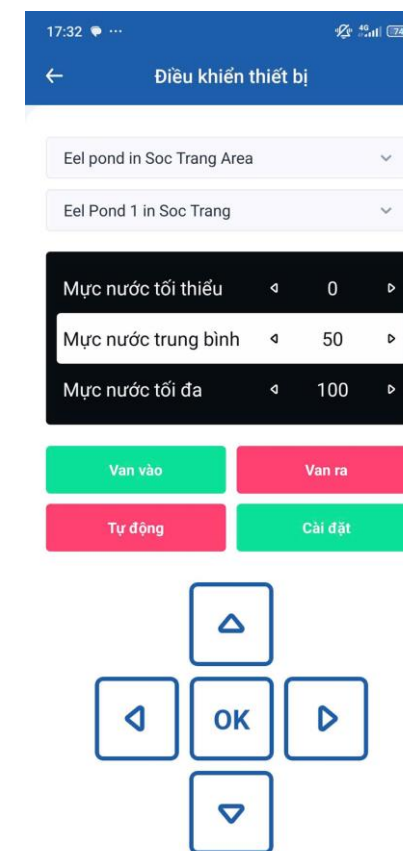 17:32 ...
4G 74
Điều khiển thiết bị
Eel pond in Soc Trang Area
Eel Pond 1 in Soc Trang
Mực nước tối thiểu 0
Mực nước trung bình 50
Mực nước tối đa 100
Van vào Van ra
Tự động Cài đặt
OK